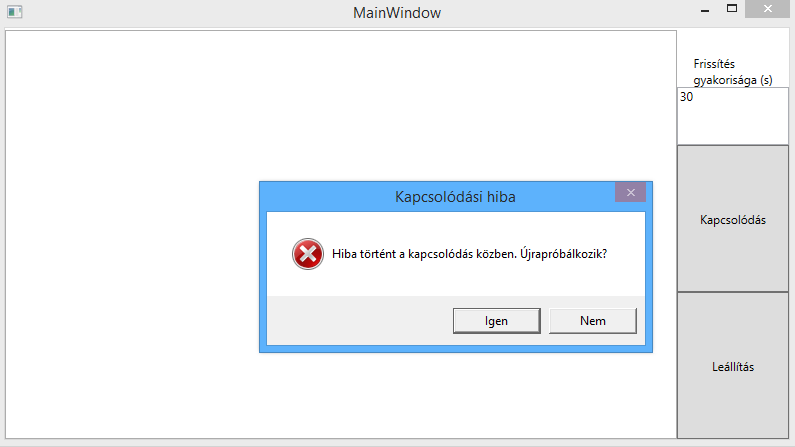 MainWindow
Frissítés
gyakorisága (s)
30
Kapcsolódási hiba
Hiba történt a kapcsolódás közben. Újrapróbálkozik?
Igen
Nem
Kapcsolódás
Leállítás